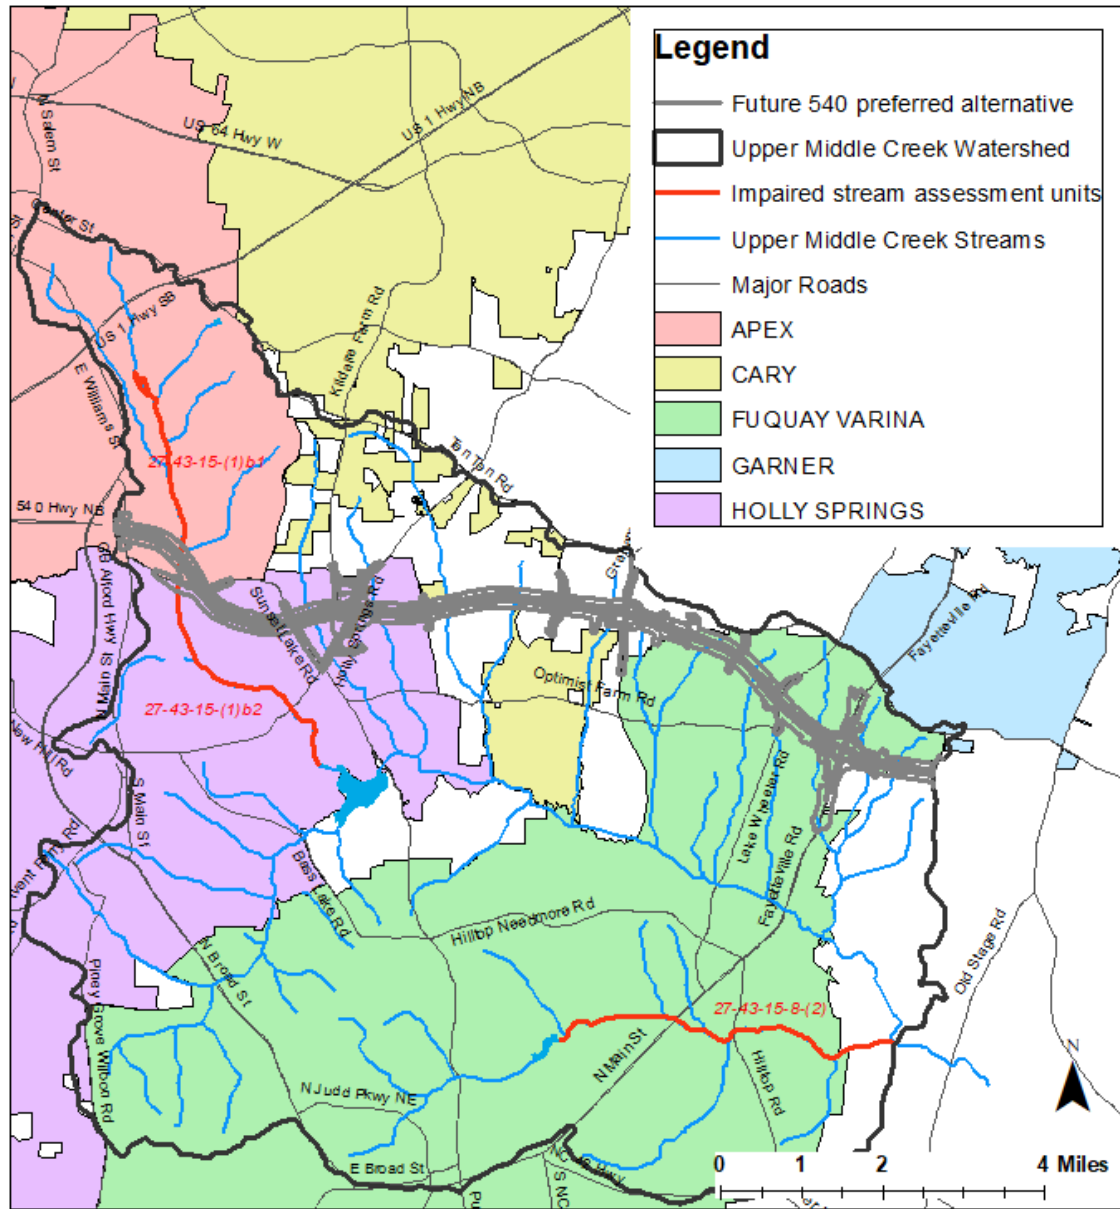 Legend
Future 540 preferred alternative
Upper Middle Creek Watershed
Impaired stream assessment units
Upper Middle Creek Streams
Major Roads
APEX
CARY
FUQUAY VARINA
GARNER
HOLLY SPRINGS
N Salem St
US 64 Hwy W
US 1 Hwy NB
Center St
US 1 Hwy SB
E Williams St
Kildaire Farm Rd
Ten Ten Rd
27-43-15-(1)b1
540 Hwy NB
GB Alford Hwy
N Main St
Sunset Lake Rd
Holly Springs Rd
Optimist Farm Rd
Fayetteville Rd
27-43-15-(1)b2
New Hill Rd
S Main St
Lake Wheeler Rd
Fayetteville Rd
Bass Lake Rd
Hilltop Needmore Rd
N Broad St
Piney Grove Wilbon Rd
Old Stage Rd
27-43-15-8-(2)
N Main St
Hilltop Rd
N Judd Pkwy NE
E Broad St
S NC
N
0 1 2 4 Miles